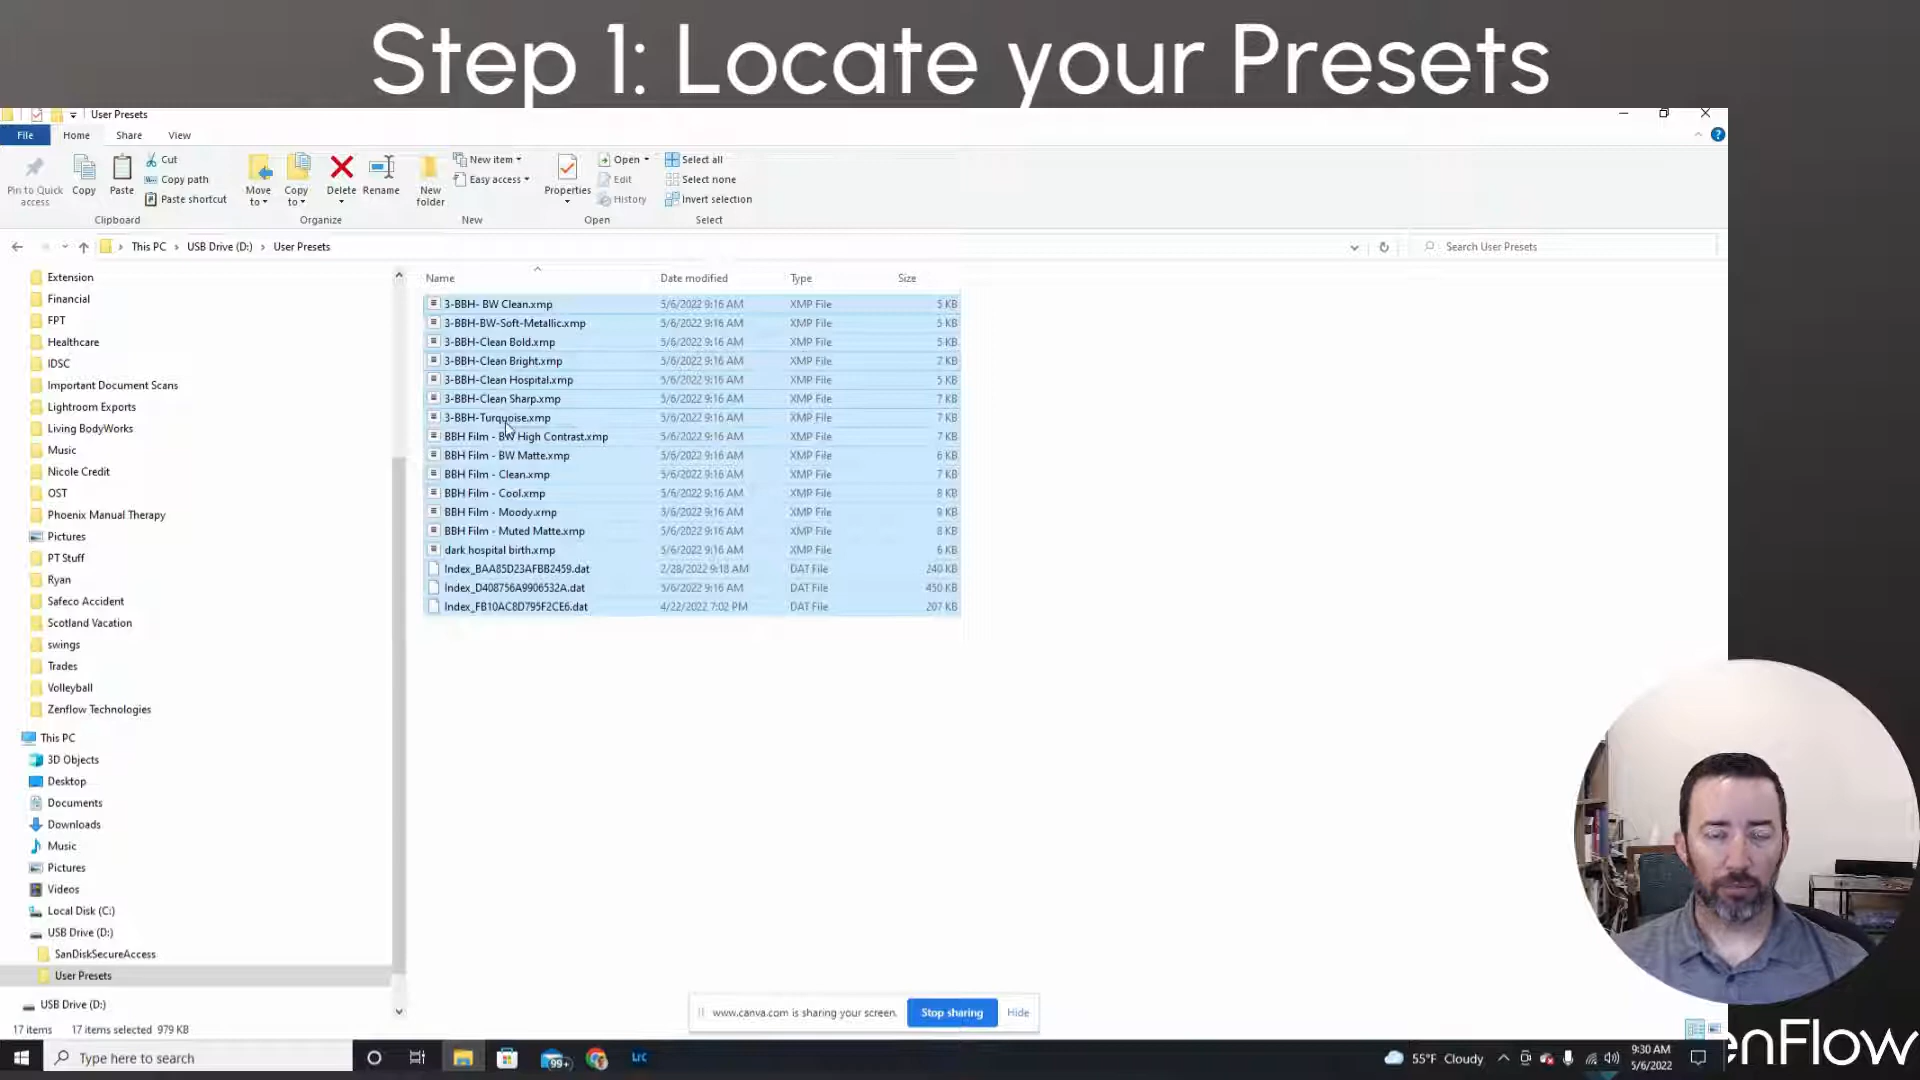 Step 1: Locate your Presets
User Presets
File Home Share View
Pin to Quick access
Copy
Paste
Cut
Copy path
Paste shortcut
Move to
Copy to
Delete
Rename
New folder
New item
Easy access
Properties
Open
Edit
History
Select all
Select none
Invert selection
Clipboard Organize New Open Select
This PC > USB Drive (D:) > User Presets
Search User Presets
Name Date modified Type Size
3-BBH- BW Clean.xmp 5/6/2022 9:16 AM XMP File 5 KB
3-BBH-BW-Soft-Metallic.xmp 5/6/2022 9:16 AM XMP File 5 KB
3-BBH-Clean Bold.xmp 5/6/2022 9:16 AM XMP File 5 KB
3-BBH-Clean Bright.xmp 5/6/2022 9:16 AM XMP File 7 KB
3-BBH-Clean Hospital.xmp 5/6/2022 9:16 AM XMP File 5 KB
3-BBH-Clean Sharp.xmp 5/6/2022 9:16 AM XMP File 7 KB
3-BBH-Turquoise.xmp 5/6/2022 9:16 AM XMP File 7 KB
BBH Film - BW High Contrast.xmp 5/6/2022 9:16 AM XMP File 7 KB
BBH Film - BW Matte.xmp 5/6/2022 9:16 AM XMP File 6 KB
BBH Film - Clean.xmp 5/6/2022 9:16 AM XMP File 7 KB
BBH Film - Cool.xmp 5/6/2022 9:16 AM XMP File 8 KB
BBH Film - Moody.xmp 5/6/2022 9:16 AM XMP File 9 KB
BBH Film - Muted Matte.xmp 5/6/2022 9:16 AM XMP File 8 KB
dark hospital birth.xmp 5/6/2022 9:16 AM XMP File 6 KB
Index_BAA85D23AFBB2459.dat 2/28/2022 9:18 AM DAT File 240 KB
Index_D408756A9906532A.dat 5/6/2022 9:16 AM DAT File 450 KB
Index_FB10AC8D795F2CE6.dat 4/22/2022 7:02 PM DAT File 207 KB
Extension
Financial
FPT
Healthcare
IDSC
Important Document Scans
Lightroom Exports
Living BodyWorks
Music
Nicole Credit
OST
Phoenix Manual Therapy
Pictures
PT Stuff
Ryan
Safeco Accident
Scotland Vacation
swings
Trades
Volleyball
Zenflow Technologies
This PC
3D Objects
Desktop
Documents
Downloads
Music
Pictures
Videos
Local Disk (C:)
USB Drive (D:)
SanDiskSecureAccess
User Presets
USB Drive (D:)
17 items 17 items selected 979 KB
www.canva.com is sharing your screen. Stop sharing Hide
Type here to search
99+
LrC
55°F Cloudy
9:30 AM
5/6/2022
enFlow